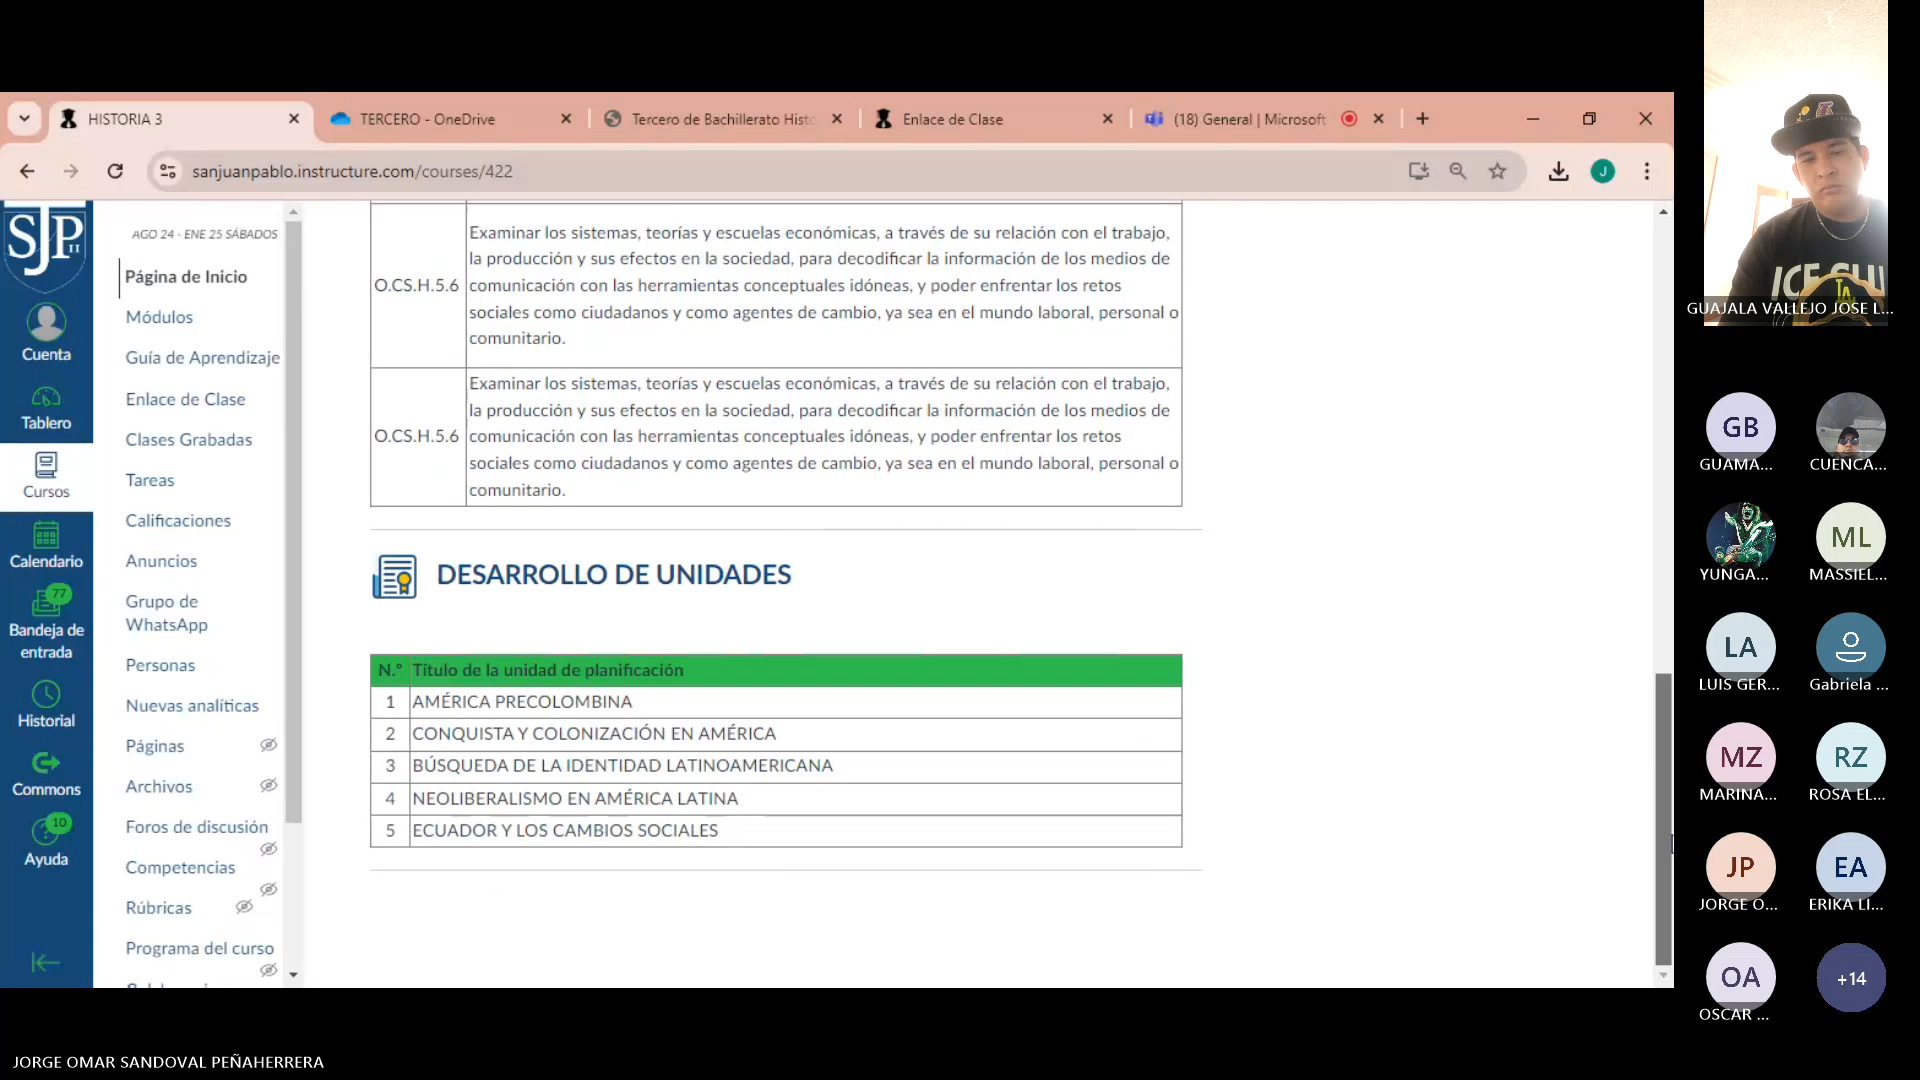 HISTORIA 3
TERCERO - OneDrive
Tercero de Bachillerato Histo
Enlace de Clase
(18) General | Microsoft
sanjuanpablo.instructure.com/courses/422
J
SJP
II
Cuenta
Tablero
Cursos
Calendario
77
Bandeja de
entrada
Historial
Commons
10
Ayuda
AGO 24 - ENE 25 SÁBADOS
Página de Inicio
Módulos
Guía de Aprendizaje
Enlace de Clase
Clases Grabadas
Tareas
Calificaciones
Anuncios
Grupo de
WhatsApp
Personas
Nuevas analíticas
Páginas
Archivos
Foros de discusión
Competencias
Rúbricas
Programa del curso
O.CS.H.5.6
Examinar los sistemas, teorías y escuelas económicas, a través de su relación con el trabajo,
la producción y sus efectos en la sociedad, para decodificar la información de los medios de
comunicación con las herramientas conceptuales idóneas, y poder enfrentar los retos
sociales como ciudadanos y como agentes de cambio, ya sea en el mundo laboral, personal o
comunitario.
O.CS.H.5.6
Examinar los sistemas, teorías y escuelas económicas, a través de su relación con el trabajo,
la producción y sus efectos en la sociedad, para decodificar la información de los medios de
comunicación con las herramientas conceptuales idóneas, y poder enfrentar los retos
sociales como ciudadanos y como agentes de cambio, ya sea en el mundo laboral, personal o
comunitario.
DESARROLLO DE UNIDADES
N.° Título de la unidad de planificación
1 AMÉRICA PRECOLOMBINA
2 CONQUISTA Y COLONIZACIÓN EN AMÉRICA
3 BÚSQUEDA DE LA IDENTIDAD LATINOAMERICANA
4 NEOLIBERALISMO EN AMÉRICA LATINA
5 ECUADOR Y LOS CAMBIOS SOCIALES
GUAJALA VALLEJO JOSE L...
GB
GUAMA...
CUENCA...
YUNGA...
ML
MASSIEL...
LA
LUIS GER...
Gabriela ...
MZ
MARINA...
RZ
ROSA EL...
JP
JORGE O...
EA
ERIKA LI...
OA
OSCAR ...
+14
JORGE OMAR SANDOVAL PEÑAHERRERA